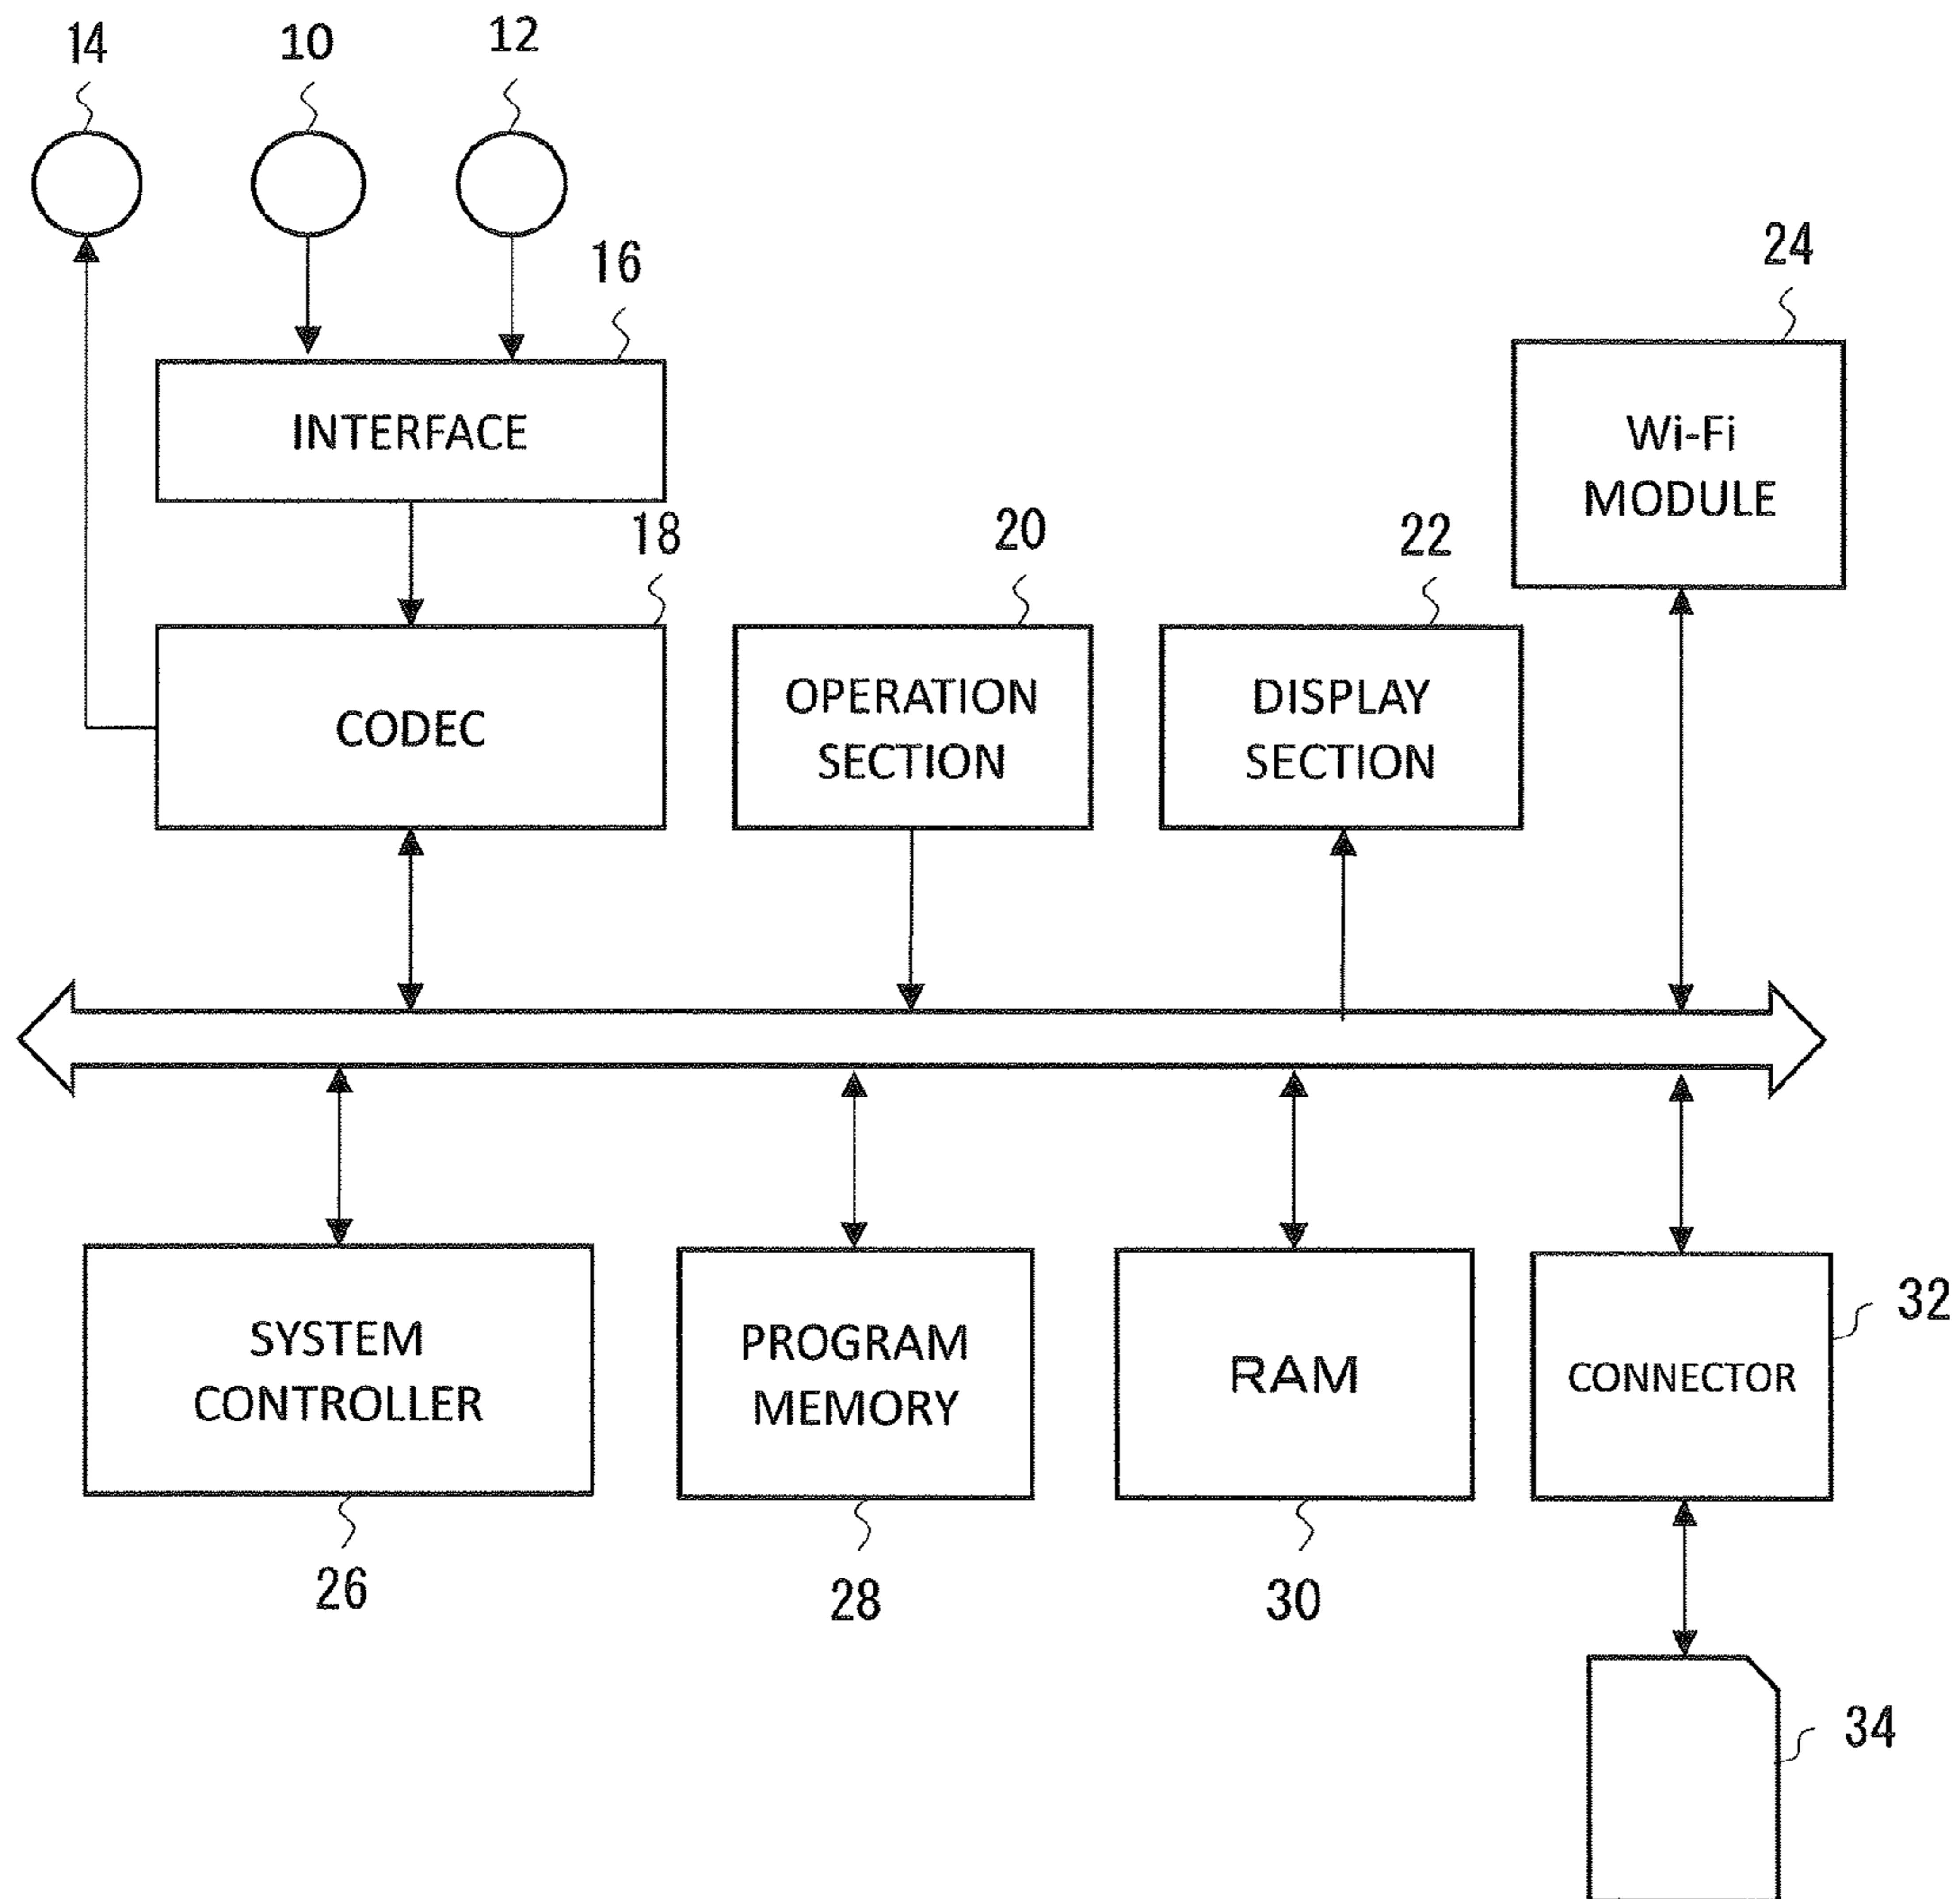 14
10
12
16
24
INTERFACE
Wi-Fi
MODULE
18
20
22
CODEC
OPERATION
SECTION
DISPLAY
SECTION
SYSTEM
CONTROLLER
PROGRAM
MEMORY
RAM
CONNECTOR
32
26
28
30
34